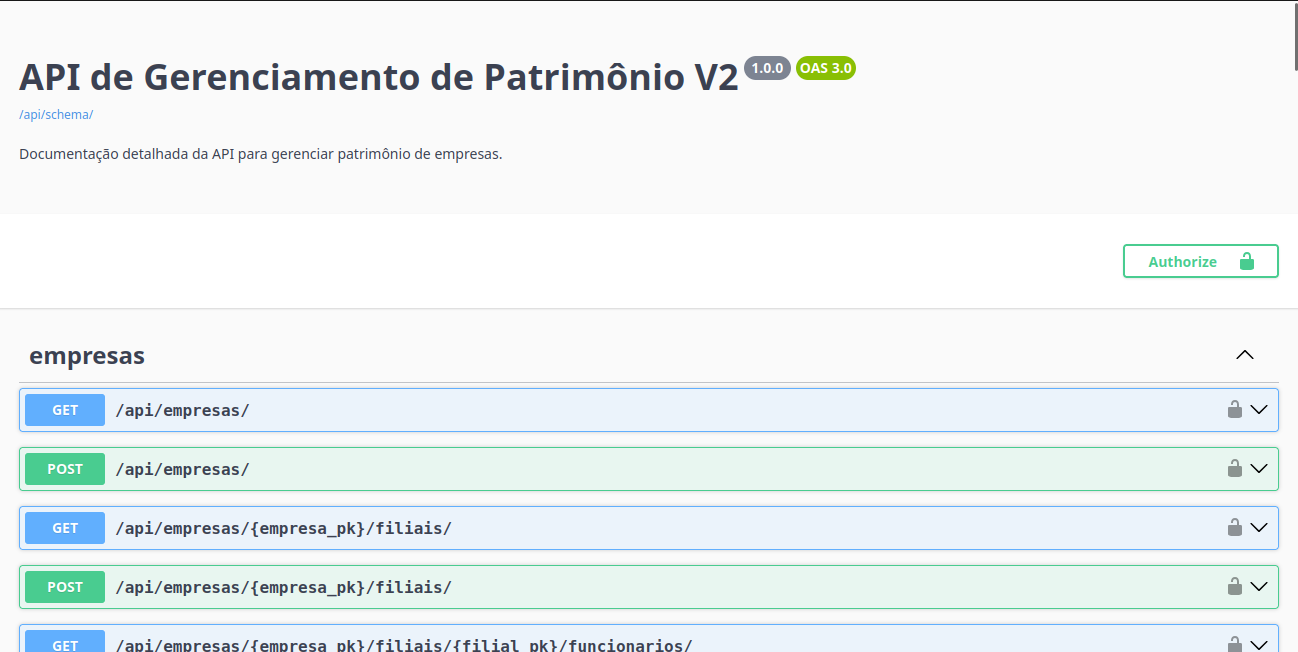 API de Gerenciamento de Patrimônio V2 1.0.0 OAS 3.0
/api/schema/
Documentação detalhada da API para gerenciar patrimônio de empresas.
Authorize
empresas
GET /api/empresas/
POST /api/empresas/
GET /api/empresas/{empresa_pk}/filiais/
POST /api/empresas/{empresa_pk}/filiais/
GET /api/empresas/{empresa_pk}/filiais/{filial_pk}/funcionarios/